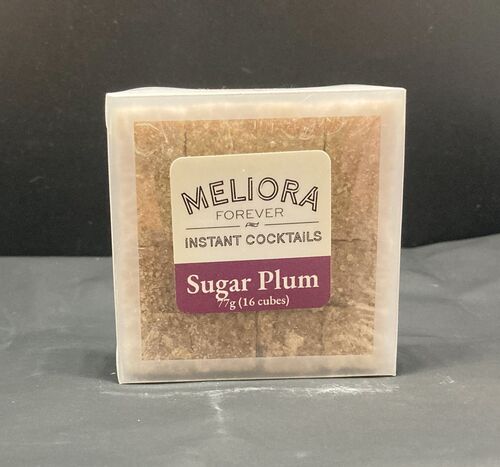 MELIORA
FOREVER
INSTANT COCKTAILS
Sugar Plum
77g (16 cubes)